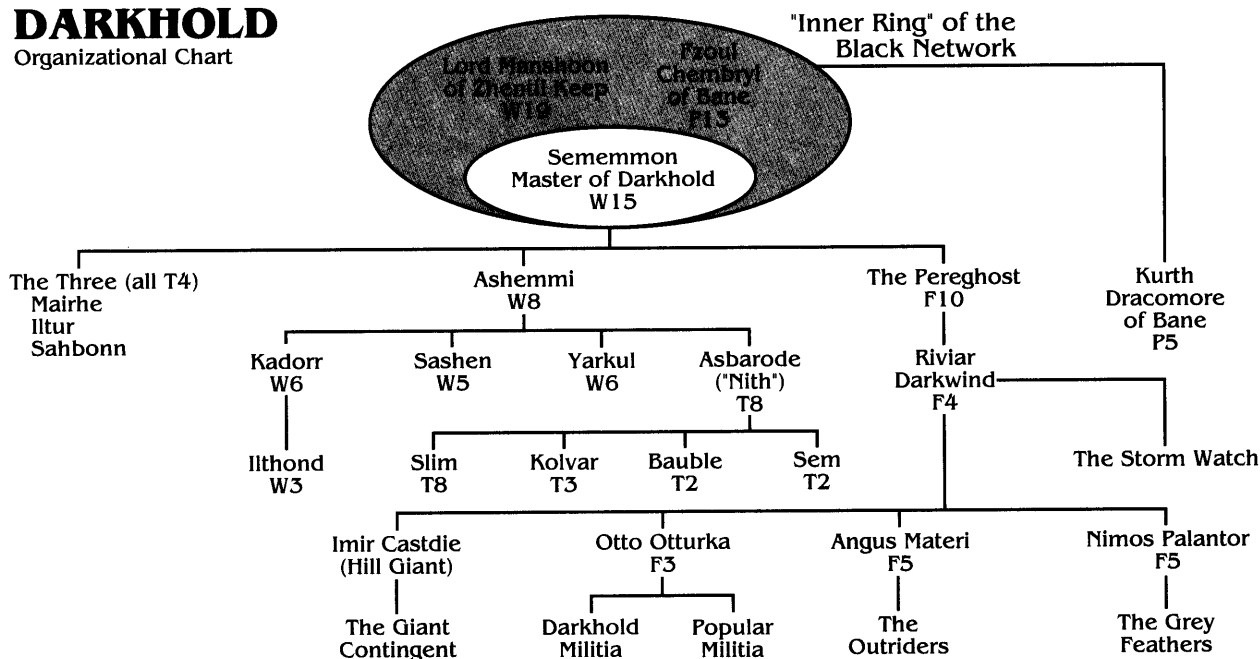 DARKHOLD
Organizational Chart
"Inner Ring" of the
Black Network
Lord Manshoon
of Zhentil Keep
W19
Fzoul
Chembryl
of Bane
P13
Sememmon
Master of Darkhold
W15
The Three (all T4)
Mairhe
Iltur
Sahbonn
Ashemmi
W8
The Pereghost
F10
Kurth
Dracomore
of Bane
P5
Kadorr
W6
Sashen
W5
Yarkul
W6
Asbarode
("Nith")
T8
Riviar
Darkwind
F4
Ilthond
W3
Slim
T8
Kolvar
T3
Bauble
T2
Sem
T2
The Storm Watch
Imir Castdie
(Hill Giant)
Otto Otturka
F3
Angus Materi
F5
Nimos Palantor
F5
The Giant
Contingent
Darkhold
Militia
Popular
Militia
The
Outriders
The Grey
Feathers